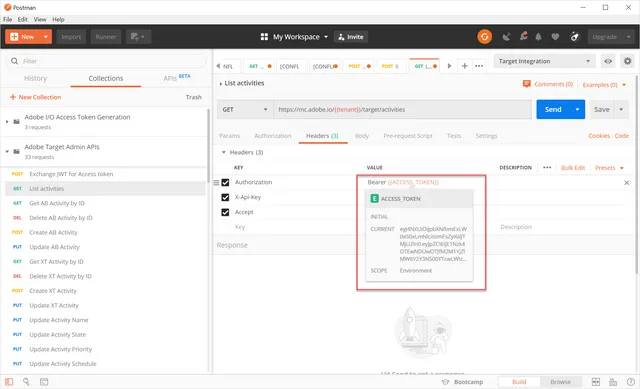 Postman
File Edit View Help
New Import Runner My Workspace Invite Upgrade
Filter
History Collections APIs BETA
New Collection Trash
Adobe I/O Access Token Generation
3 requests
Adobe Target Admin APIs
33 requests
POST Exchange JWT for Access token
GET List activities
GET Get AB Activity by ID
DEL Delete AB Activity by ID
POST Create AB Activity
PUT Update AB Activity
GET Get XT Activity by ID
DEL Delete XT Activity by ID
POST Create XT Activity
PUT Update XT Activity
PUT Update Activity Name
PUT Update Activity State
PUT Update Activity Priority
PUT Update Activity Schedule
NFL GET ... [CONF [CONFL POST ... POST GET L... Target Integration
List activities Comments (0) Examples (0)
GET https://mc.adobe.io/{{tenant}}/target/activities Send Save
Params Authorization Headers (3) Body Pre-request Script Tests Settings Cookies Code
Headers (3)
KEY VALUE DESCRIPTION Bulk Edit Presets
Authorization Bearer {{ACCESS_TOKEN}}
X-Api-Key
Accept
Key Description
E ACCESS_TOKEN
INITIAL
CURRENT
SCOPE Environment
Response
Bootcamp Build Browse